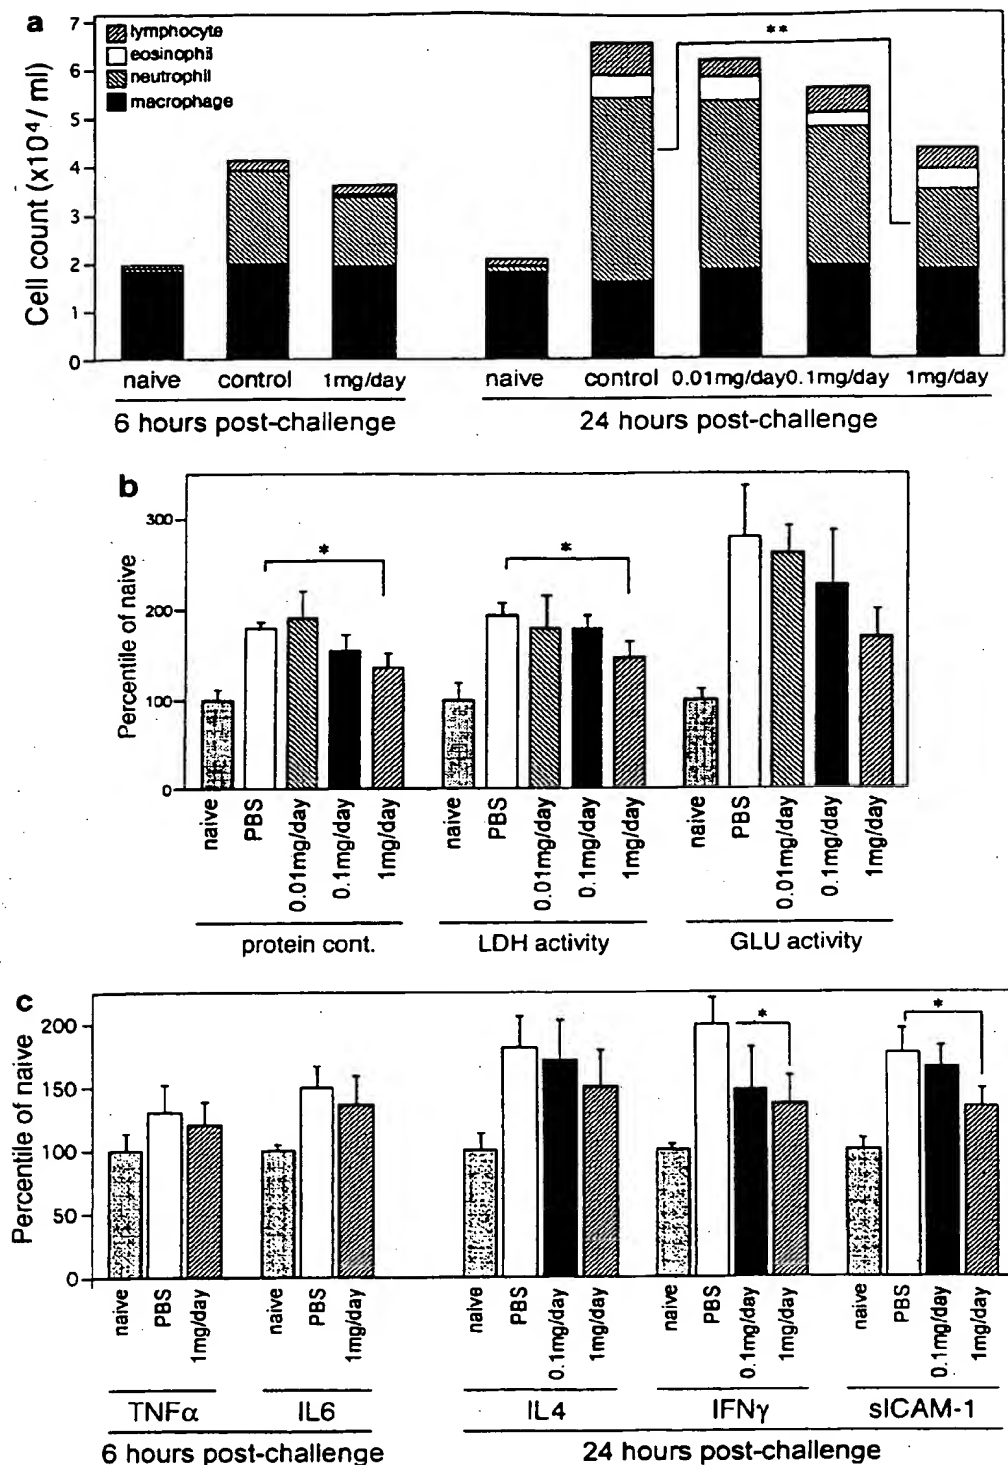 a
lymphocyte
eosinophil
neutrophil
macrophage
**
Cell count (x10⁴/ ml)
7
6
5
4
3
2
1
0
naive control 1mg/day naive control 0.01mg/day 0.1mg/day 1mg/day
6 hours post-challenge 24 hours post-challenge
b
Percentile of naive
300
200
100
0
* *
naive PBS 0.01mg/day 0.1mg/day 1mg/day naive PBS 0.01mg/day 0.1mg/day 1mg/day naive PBS 0.01mg/day 0.1mg/day 1mg/day
protein cont. LDH activity GLU activity
c
Percentile of naive
200
150
100
50
0
* *
naive PBS 1mg/day naive PBS 1mg/day naive PBS 0.1mg/day 1mg/day naive PBS 0.1mg/day 1mg/day naive PBS 0.1mg/day 1mg/day
TNFα IL6 IL4 IFNγ sICAM-1
6 hours post-challenge 24 hours post-challenge